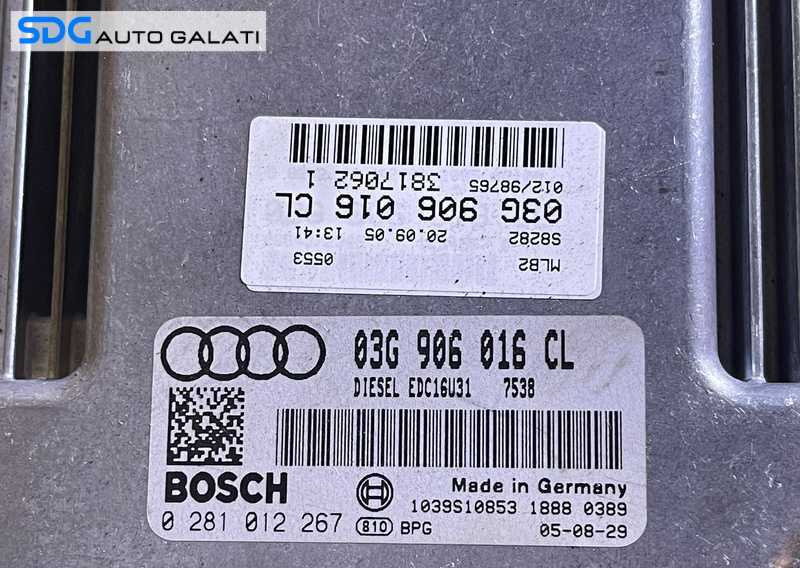 SDG AUTO GALATI
MLB2 0553
S8282 20.09.05 13:41
03G 906 016 CL
012/98765 3817062 1
03G 906 016 CL
DIESEL EDC16U31 7538
BOSCH
Made in Germany
1039S10853 1888 0389
0 281 012 267 810 BPG 05-08-29